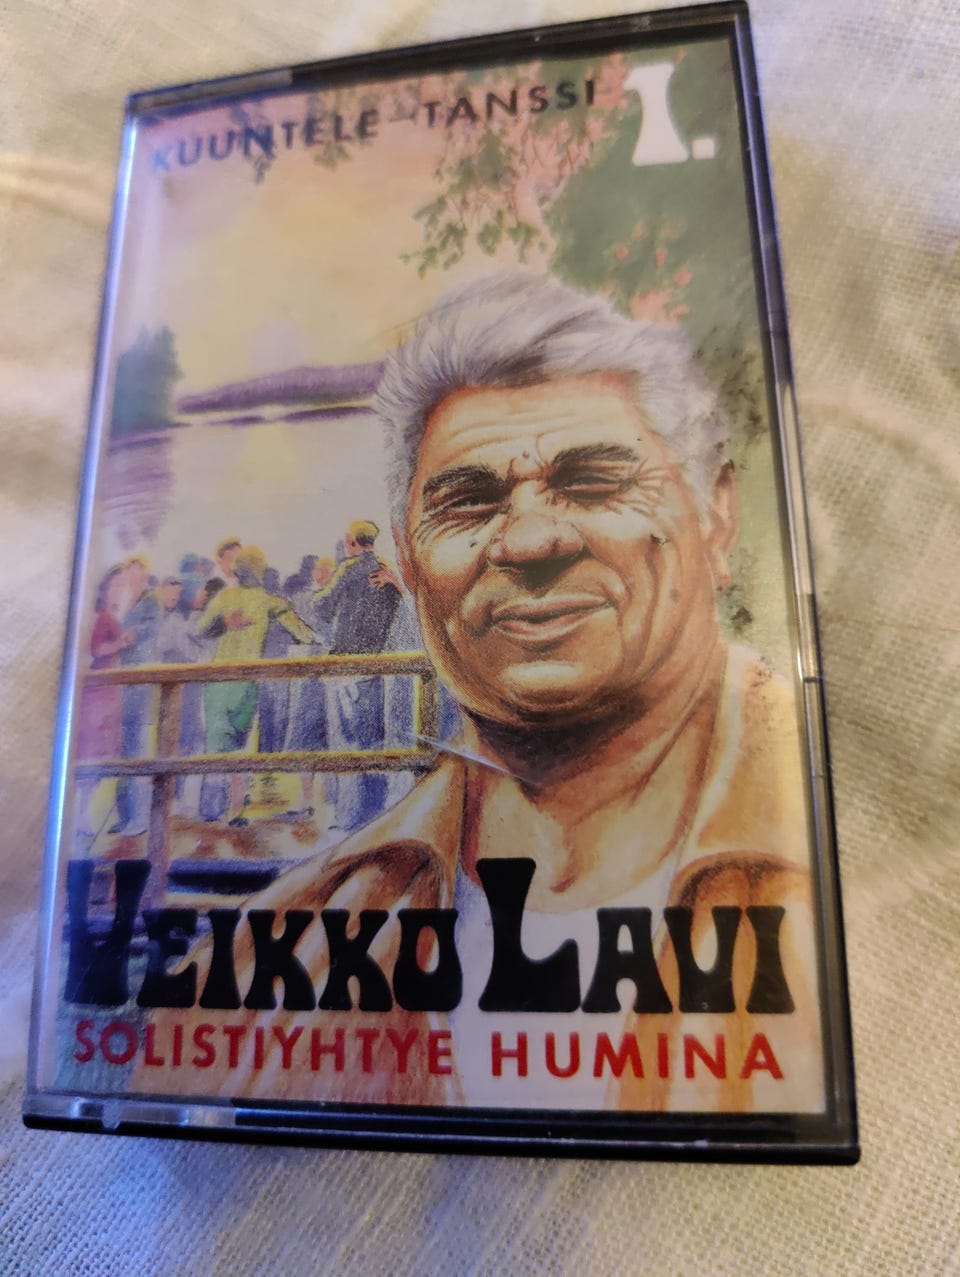 KUUNTELE - TANSSI 1.
VEIKKO LAVI
SOLISTIYHTYE HUMINA